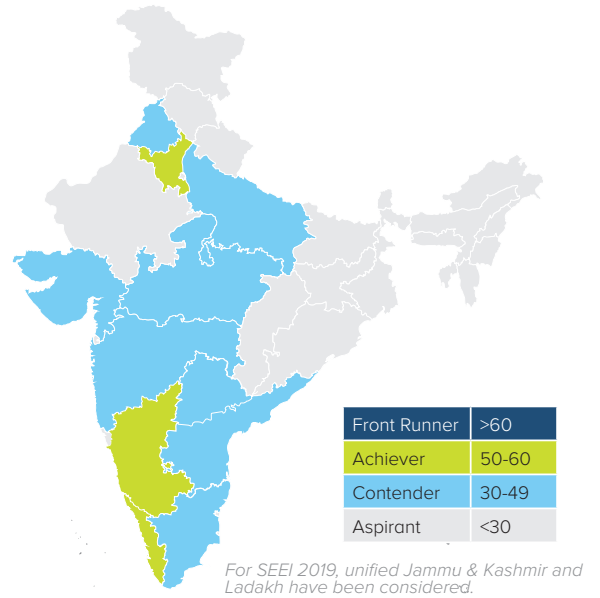 Front Runner >60
Achiever 50-60
Contender 30-49
Aspirant <30
For SEEI 2019, unified Jammu & Kashmir and
Ladakh have been considered.